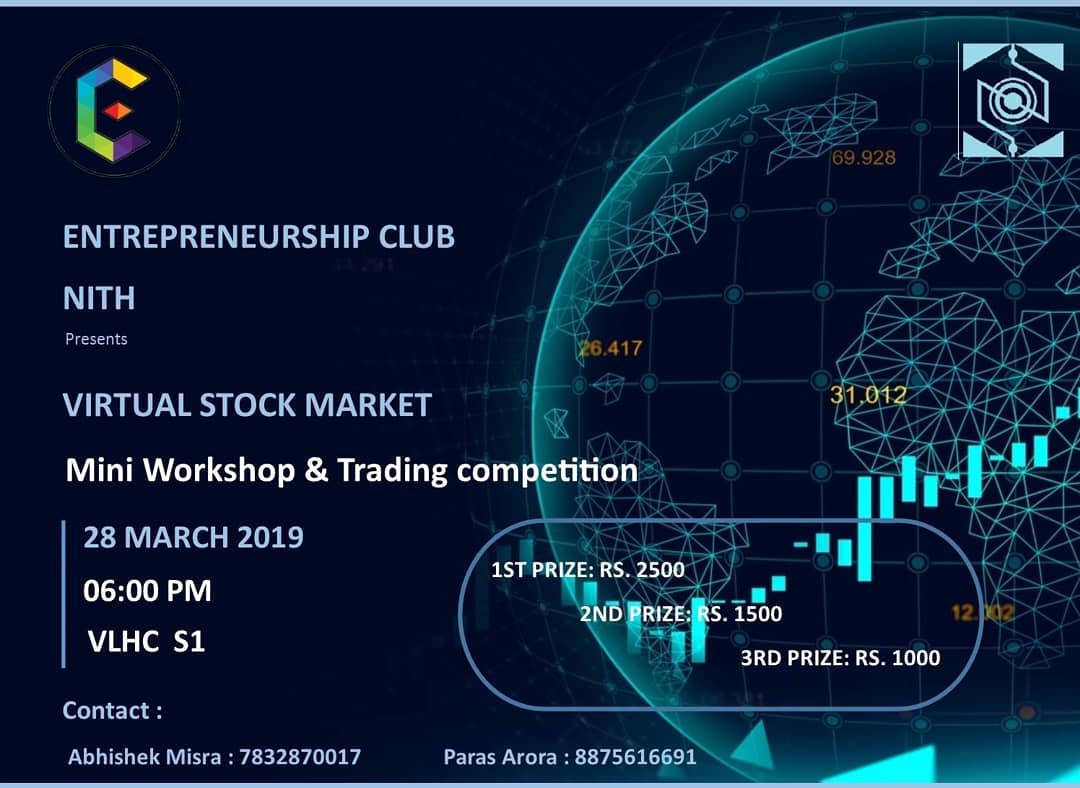 69.928
ENTREPRENEURSHIP CLUB
NITH
Presents
26.417
31.012
VIRTUAL STOCK MARKET
Mini Workshop & Trading competition
28 MARCH 2019
06:00 PM
VLHC S1
1ST PRIZE: RS. 2500
2ND PRIZE: RS. 1500
3RD PRIZE: RS. 1000
Contact :
Abhishek Misra : 7832870017
Paras Arora : 8875616691